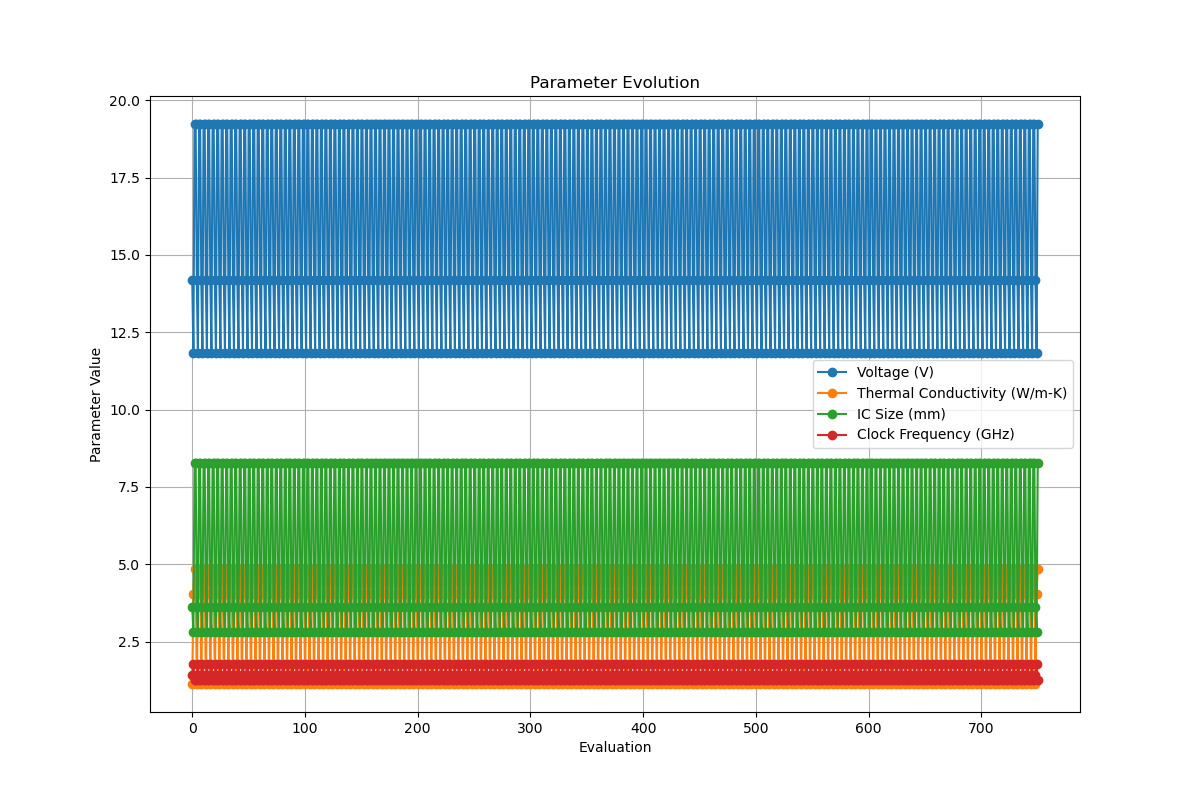 Parameter Evolution
20.0
17.5
15.0
12.5
10.0
7.5
5.0
2.5
Parameter Value
Voltage (V)
Thermal Conductivity (W/m-K)
IC Size (mm)
Clock Frequency (GHz)
0 100 200 300 400 500 600 700
Evaluation